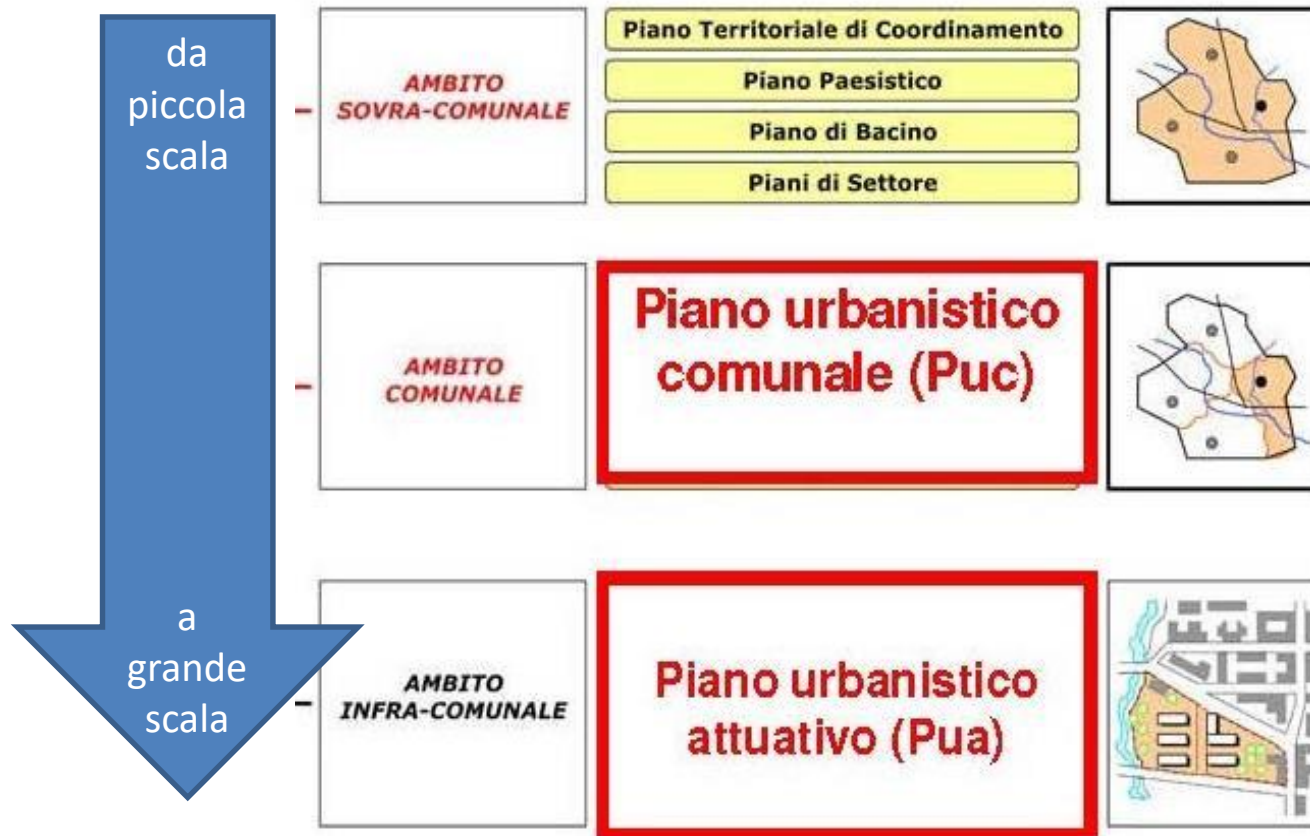 da
piccola
scala
AMBITO
SOVRA-COMUNALE
Piano Territoriale di Coordinamento
Piano Paesistico
Piano di Bacino
Piani di Settore
AMBITO
COMUNALE
Piano urbanistico
comunale (Puc)
a
grande
scala
AMBITO
INFRA-COMUNALE
Piano urbanistico
attuativo (Pua)